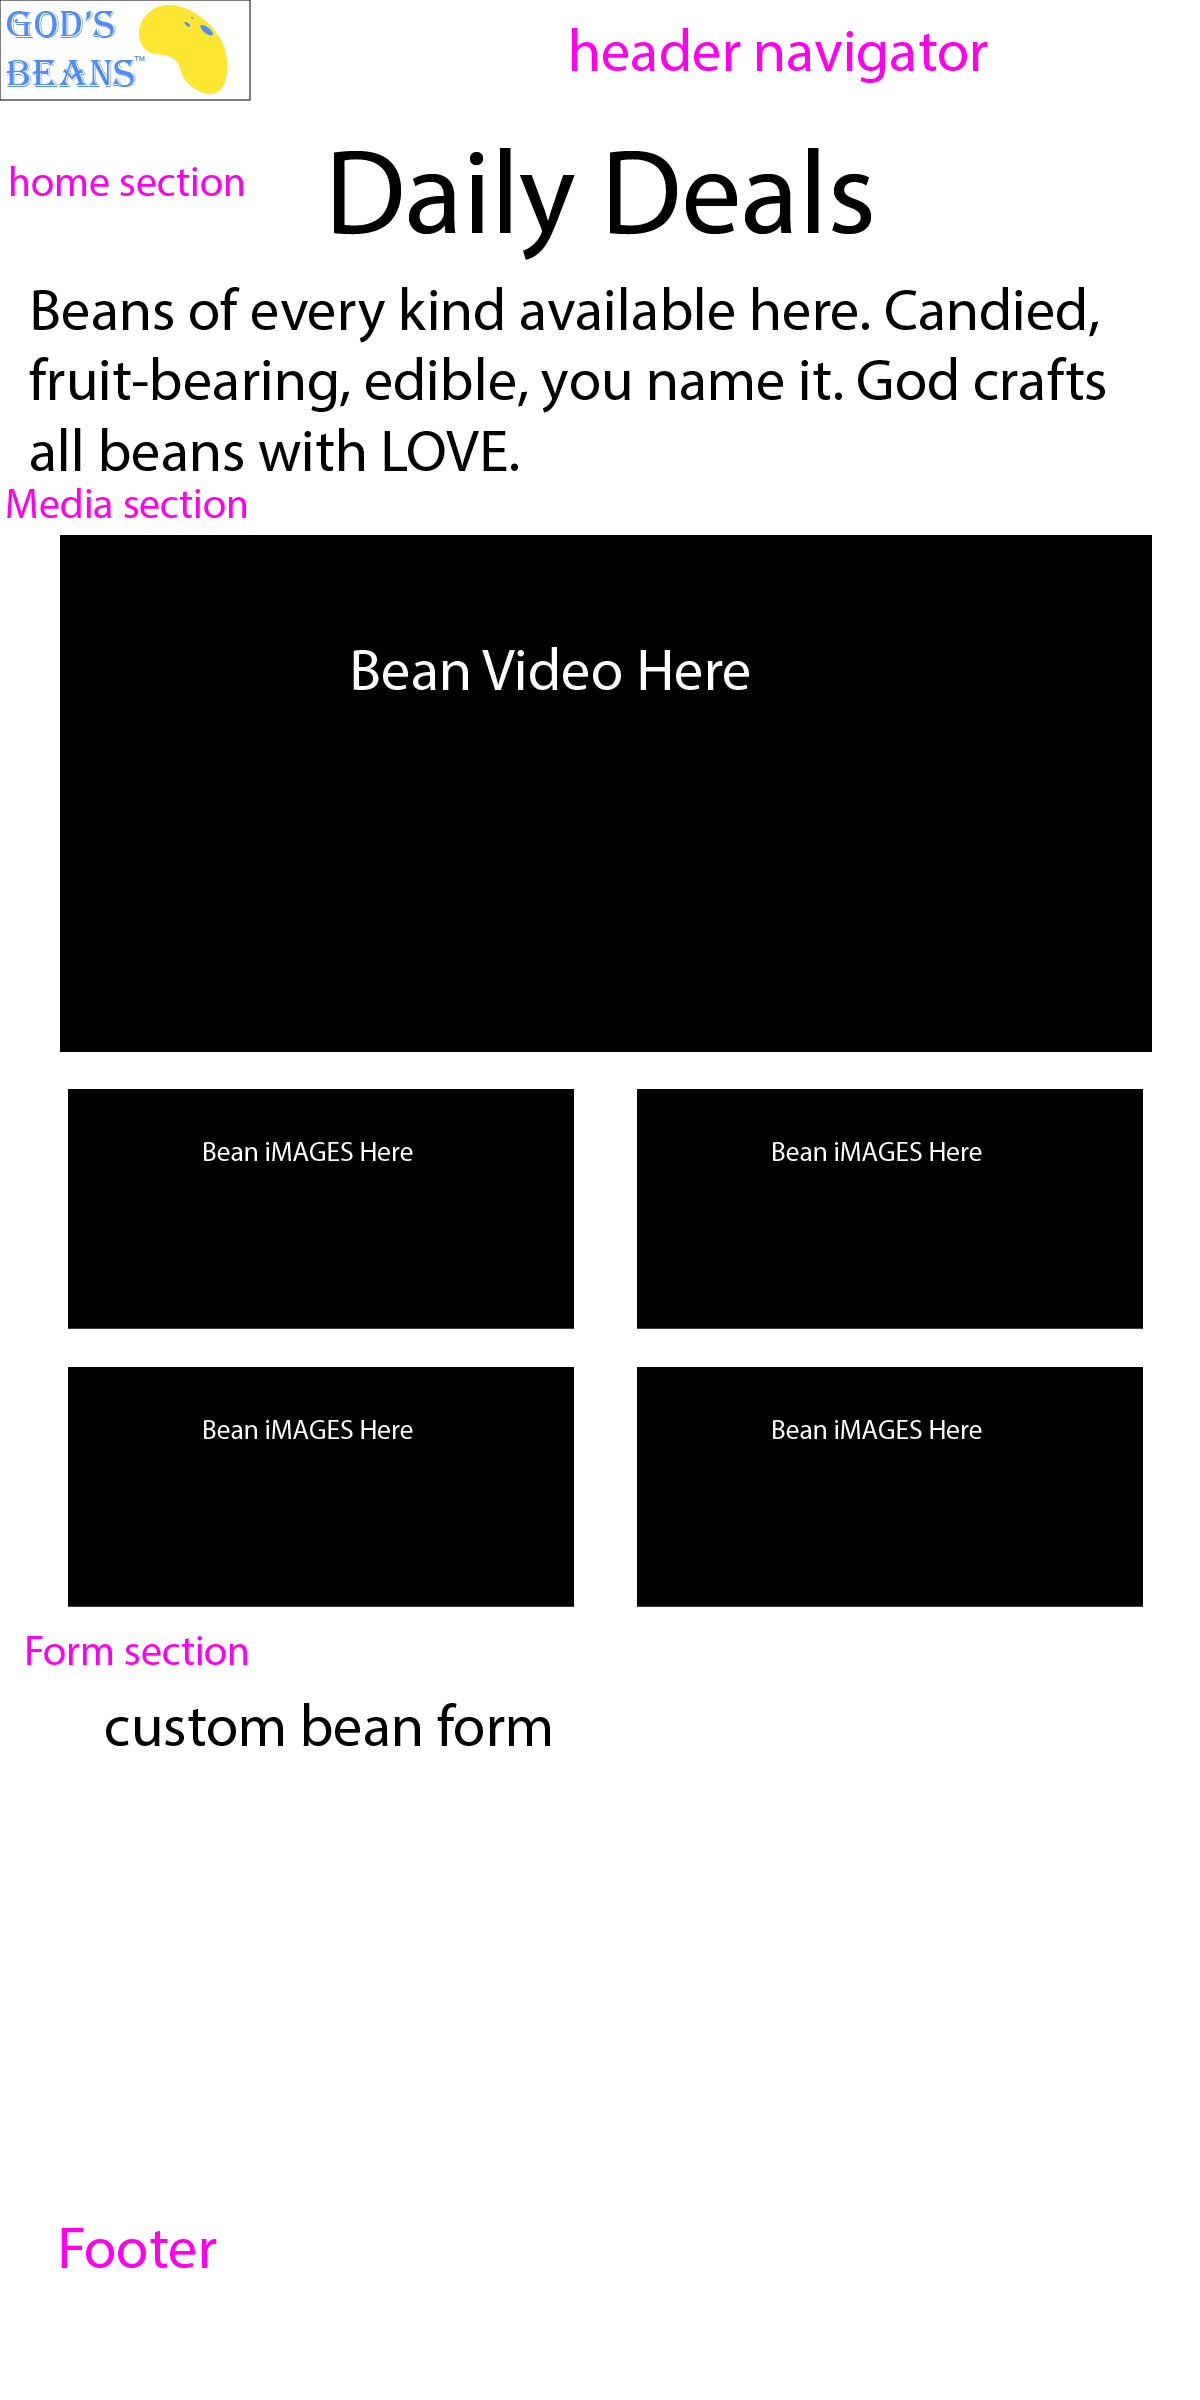 GOD'S
BEANS™
header navigator
home section
Daily Deals
Beans of every kind available here. Candied,
fruit-bearing, edible, you name it. God crafts
all beans with LOVE.
Media section
Bean Video Here
Bean iMAGES Here
Bean iMAGES Here
Bean iMAGES Here
Bean iMAGES Here
Form section
custom bean form
Footer